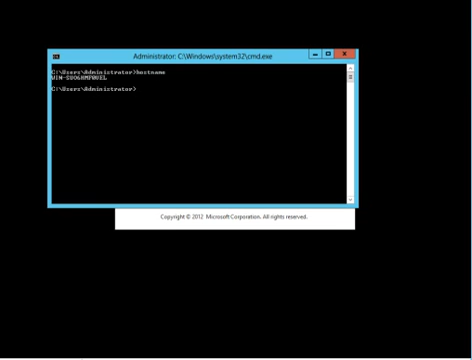 Administrator: C:\Windows\system32\cmd.exe
C:\Users\Administrator>hostname
C:\Users\Administrator>
Copyright © 2012 Microsoft Corporation. All rights reserved.